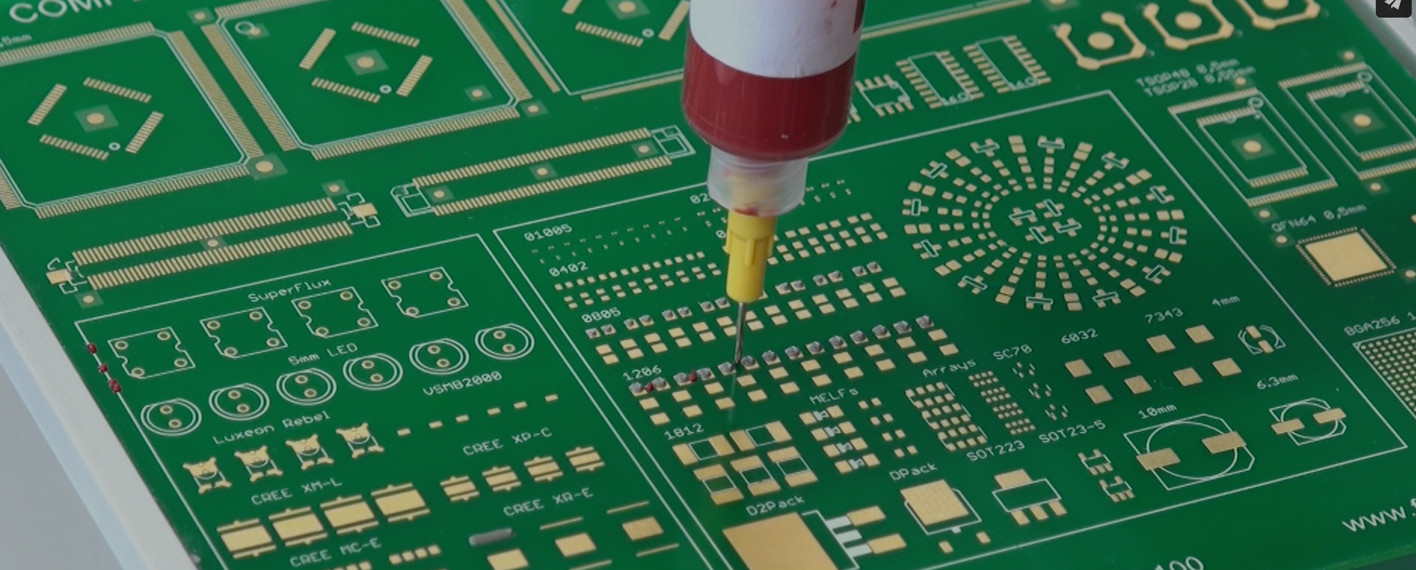 COMP
TSOP48 0,5mm
TSOP28 0,55mm
01005
02
0402
QFN64 0,5mm
SuperFlux
0805
5mm LED
4mm
7343
6032
SC70
BGA256 1
1206
VSMB2000
Arrays
6.3mm
MELFs
Luxeon Rebel
10mm
1812
SOT23-5
CREE XP-C
SOT223
DPack
CREE XM-L
CREE XR-E
D2Pack
www.
CREE MC-E
100